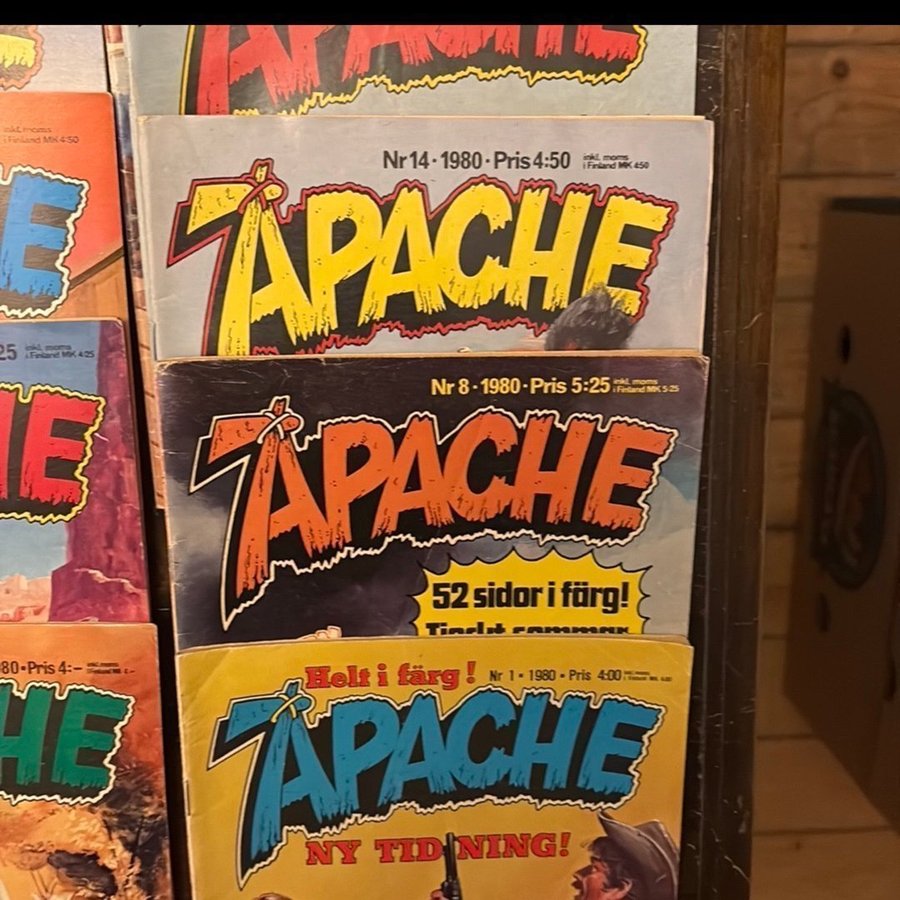 APACHE
inkl. moms
i Finland MK 4:50
E
Nr 14 · 1980 · Pris 4:50 inkl. moms
i Finland MK 4:50
APACHE
25 inkl. moms
i Finland MK 4:25
HE
Nr 8 · 1980 · Pris 5:25 inkl. moms
i Finland MK 5:25
APACHE
52 sidor i färg!
80 · Pris 4:- inkl. moms
HE
Helt i färg! Nr 1 · 1980 · Pris 4:00
APACHE
NY TIDNING!